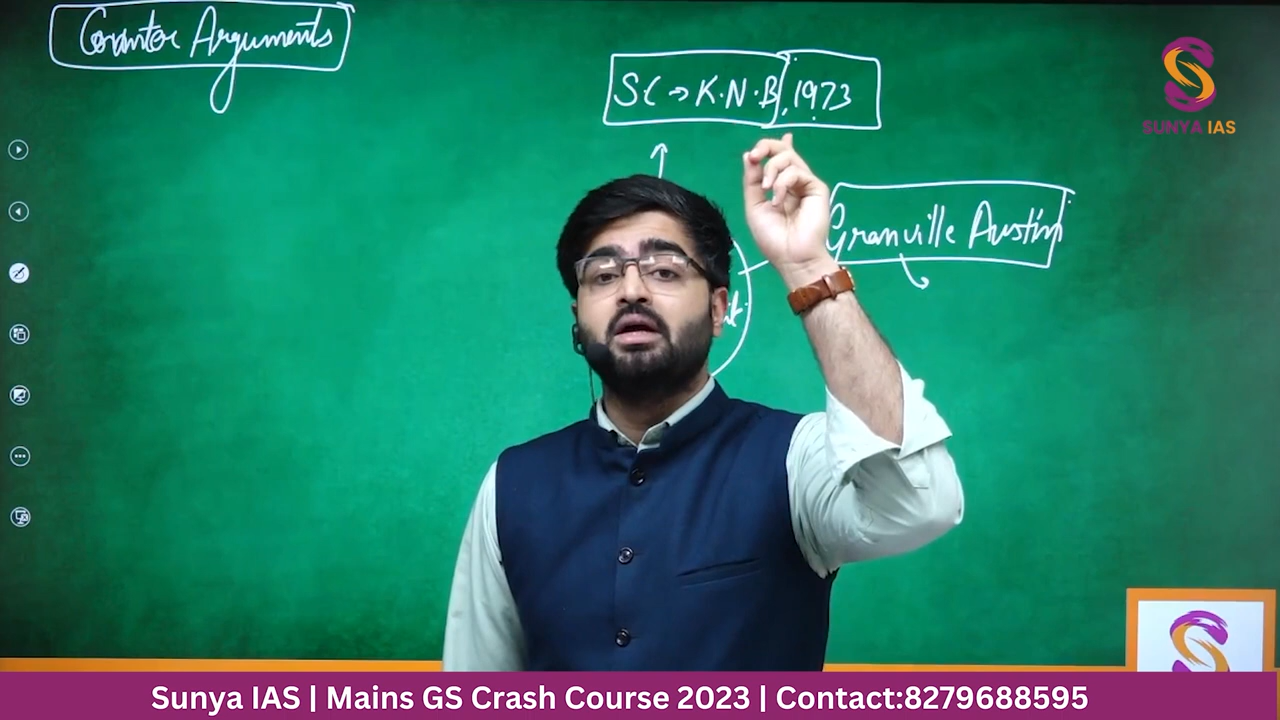 Counter Arguments
SC → K.N.B, 1973
SUNYA IAS
Granville Austin
Sunya IAS | Mains GS Crash Course 2023 | Contact:8279688595